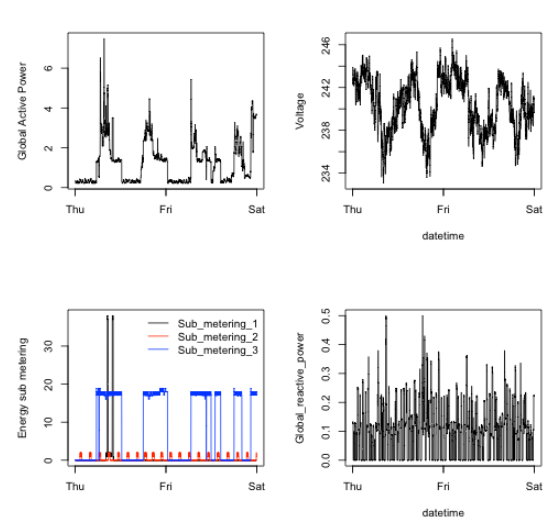 Global Active Power
0 2 4 6
Thu Fri Sat
Voltage
234 238 242 246
Thu Fri Sat
datetime
Energy sub metering
0 10 20 30
Sub_metering_1
Sub_metering_2
Sub_metering_3
Thu Fri Sat
Global_reactive_power
0.0 0.1 0.2 0.3 0.4 0.5
Thu Fri Sat
datetime